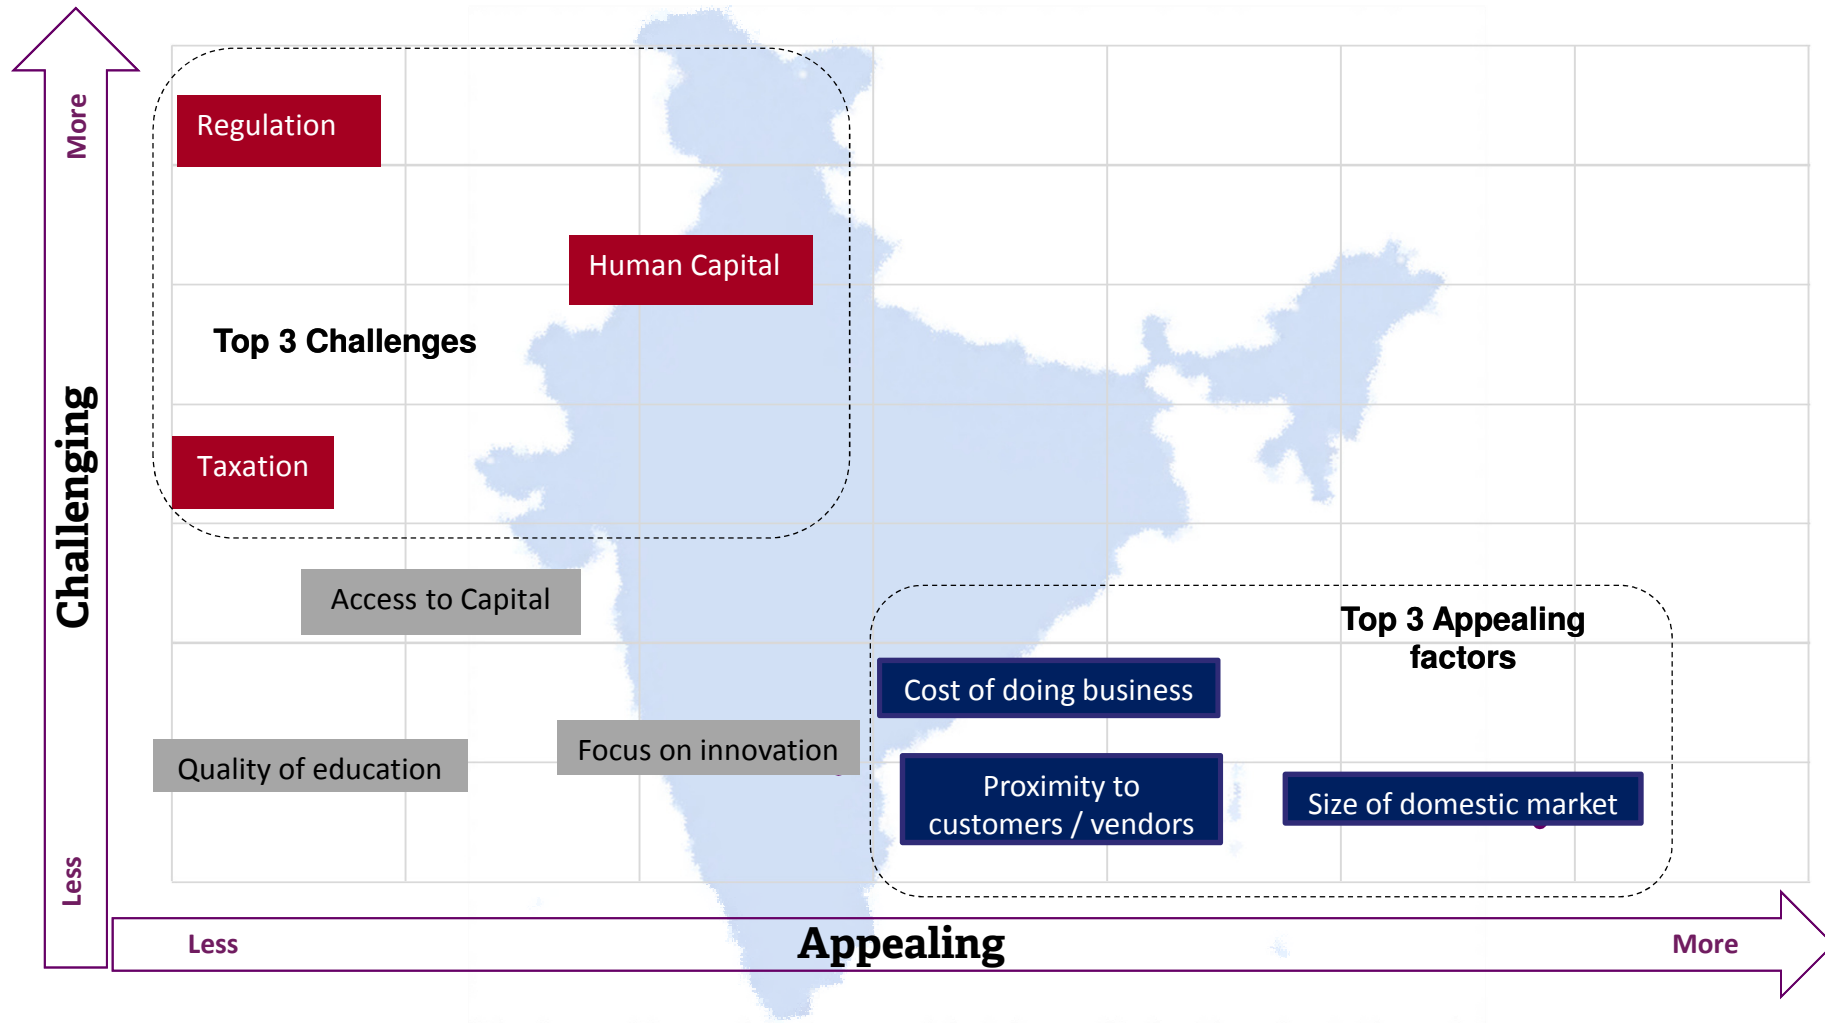 More
Regulation
Human Capital
Top 3 Challenges
Challenging
Taxation
Access to Capital
Top 3 Appealing
factors
Cost of doing business
Focus on innovation
Quality of education
Proximity to
customers / vendors
Size of domestic market
Less
Less
Appealing
More